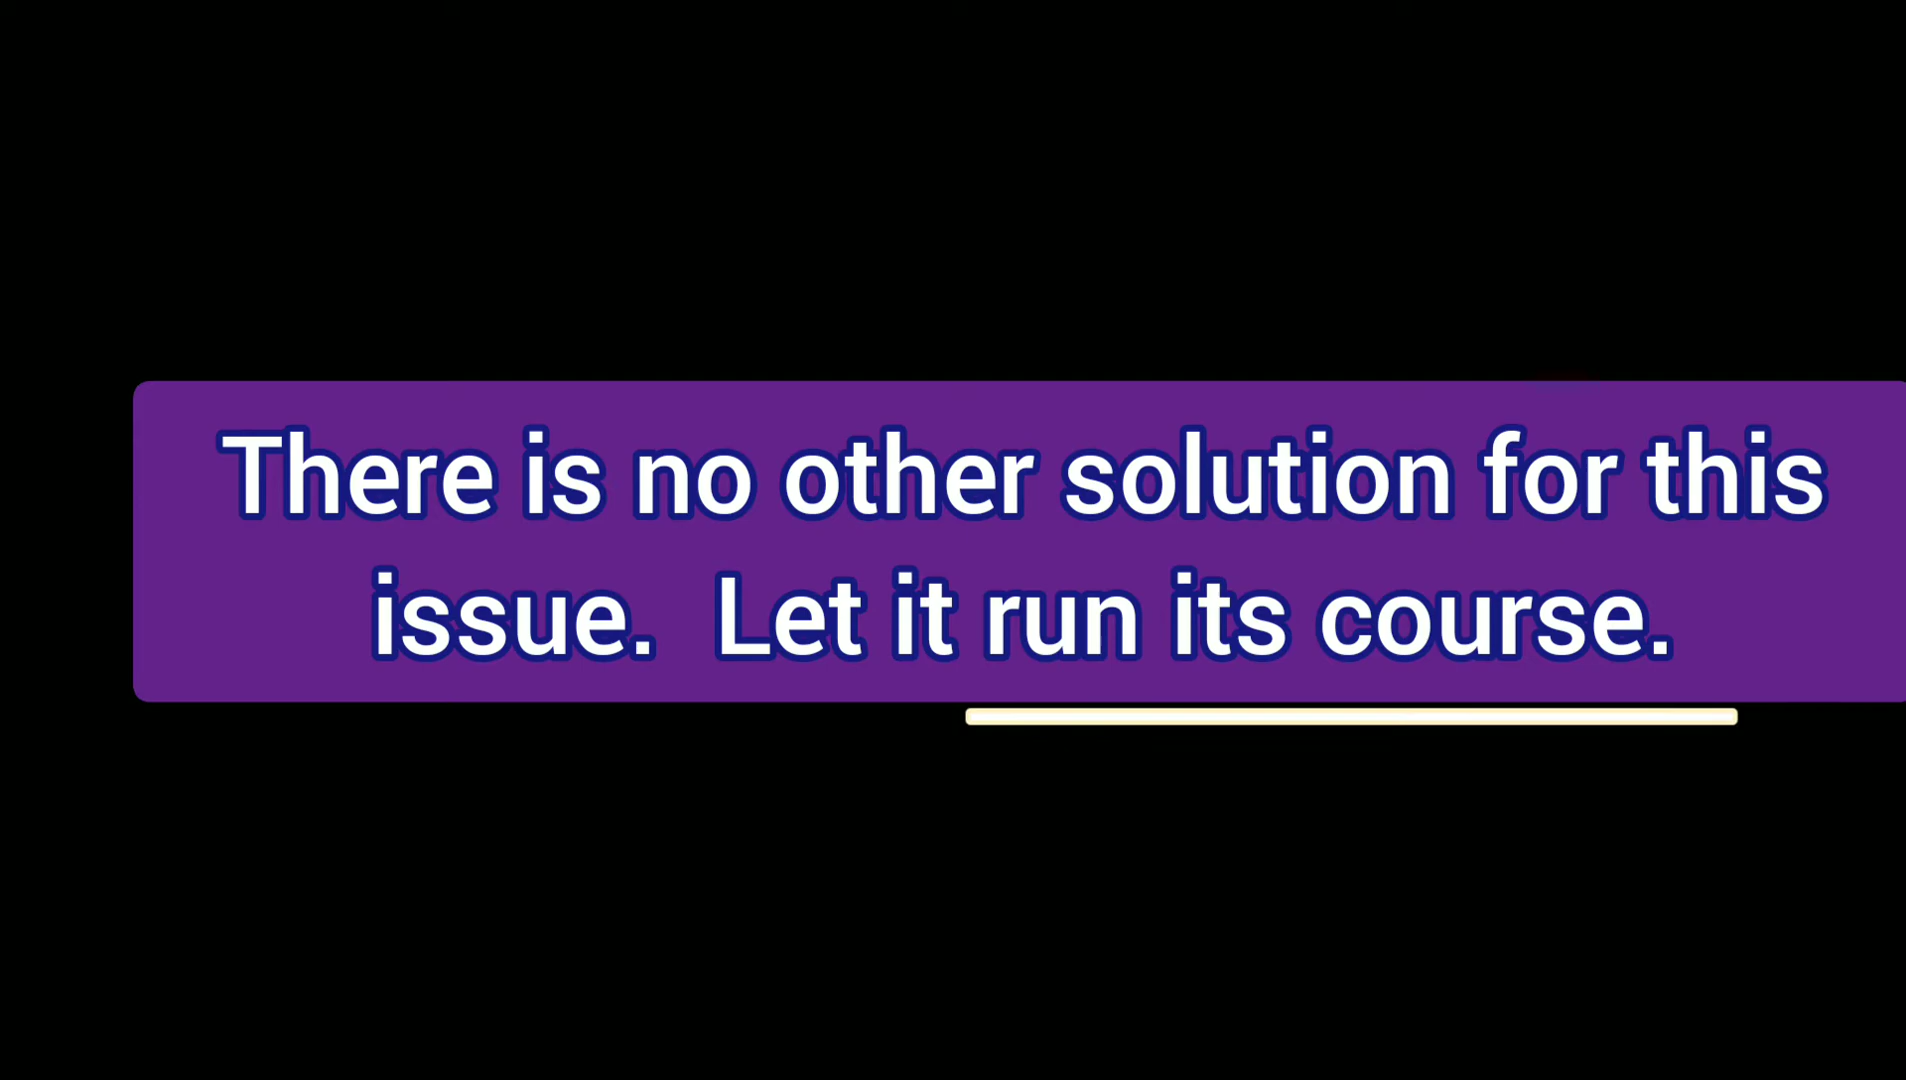 There is no other solution for this
issue.  Let it run its course.